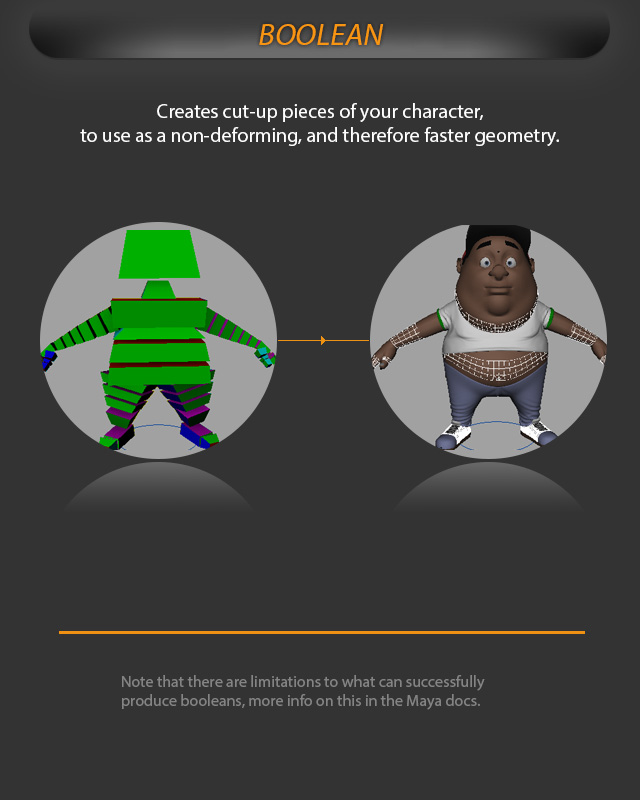 BOOLEAN
Creates cut-up pieces of your character,
to use as a non-deforming, and therefore faster geometry.
Note that there are limitations to what can successfully
produce booleans, more info on this in the Maya docs.